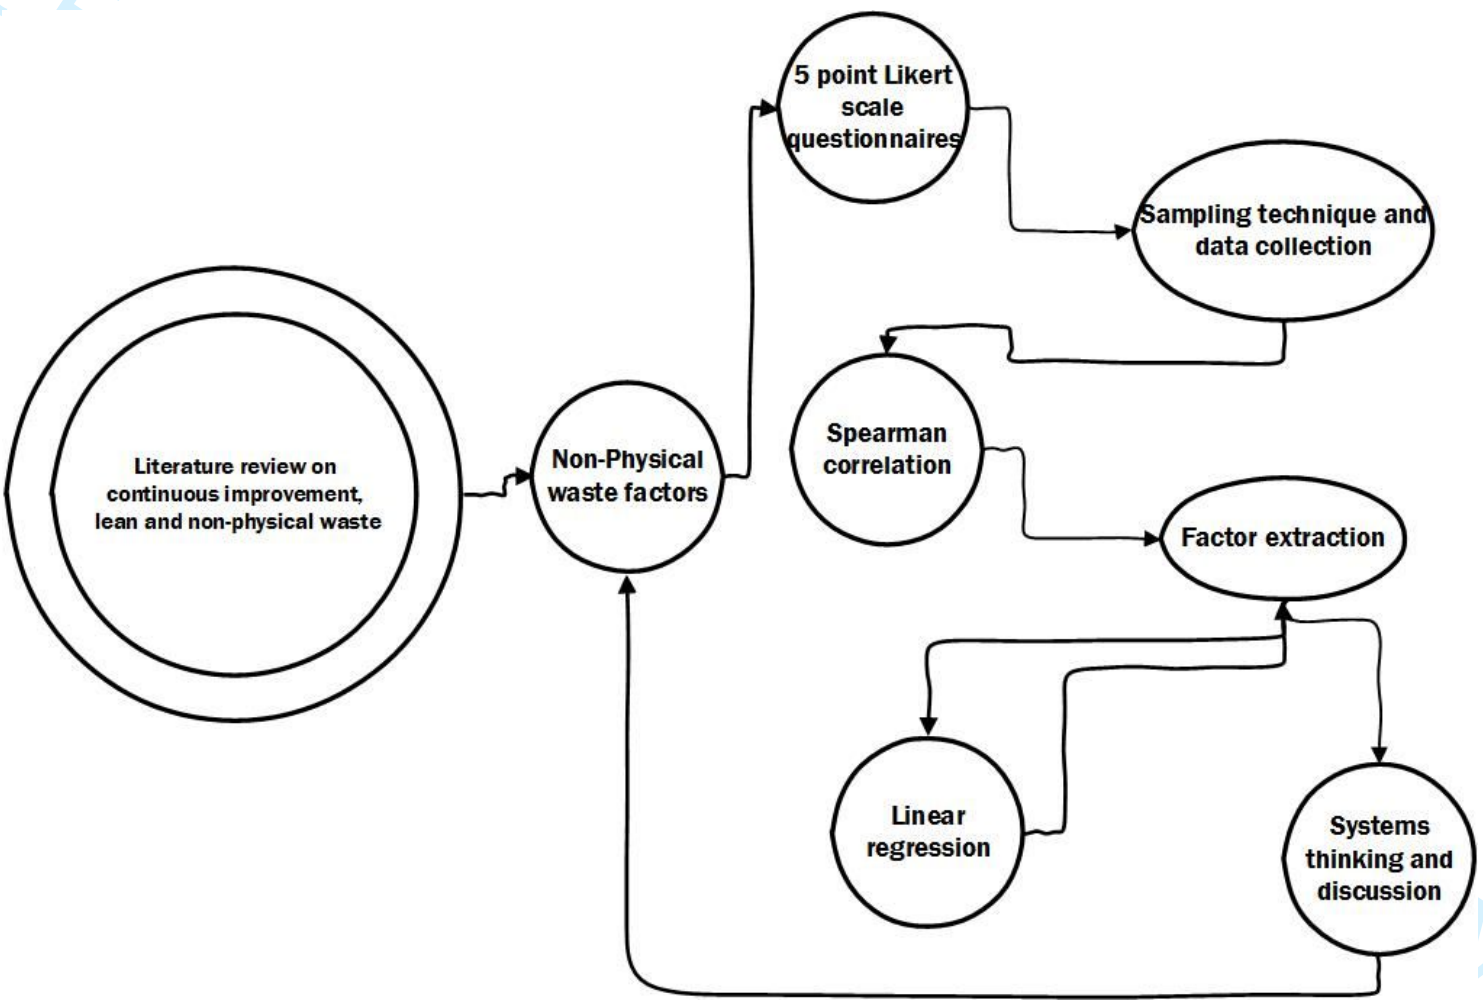 5 point Likert
scale
questionnaires
Sampling technique and
data collection
Literature review on
continuous improvement,
lean and non-physical waste
Non-Physical
waste factors
Spearman
correlation
Factor extraction
Linear
regression
Systems
thinking and
discussion